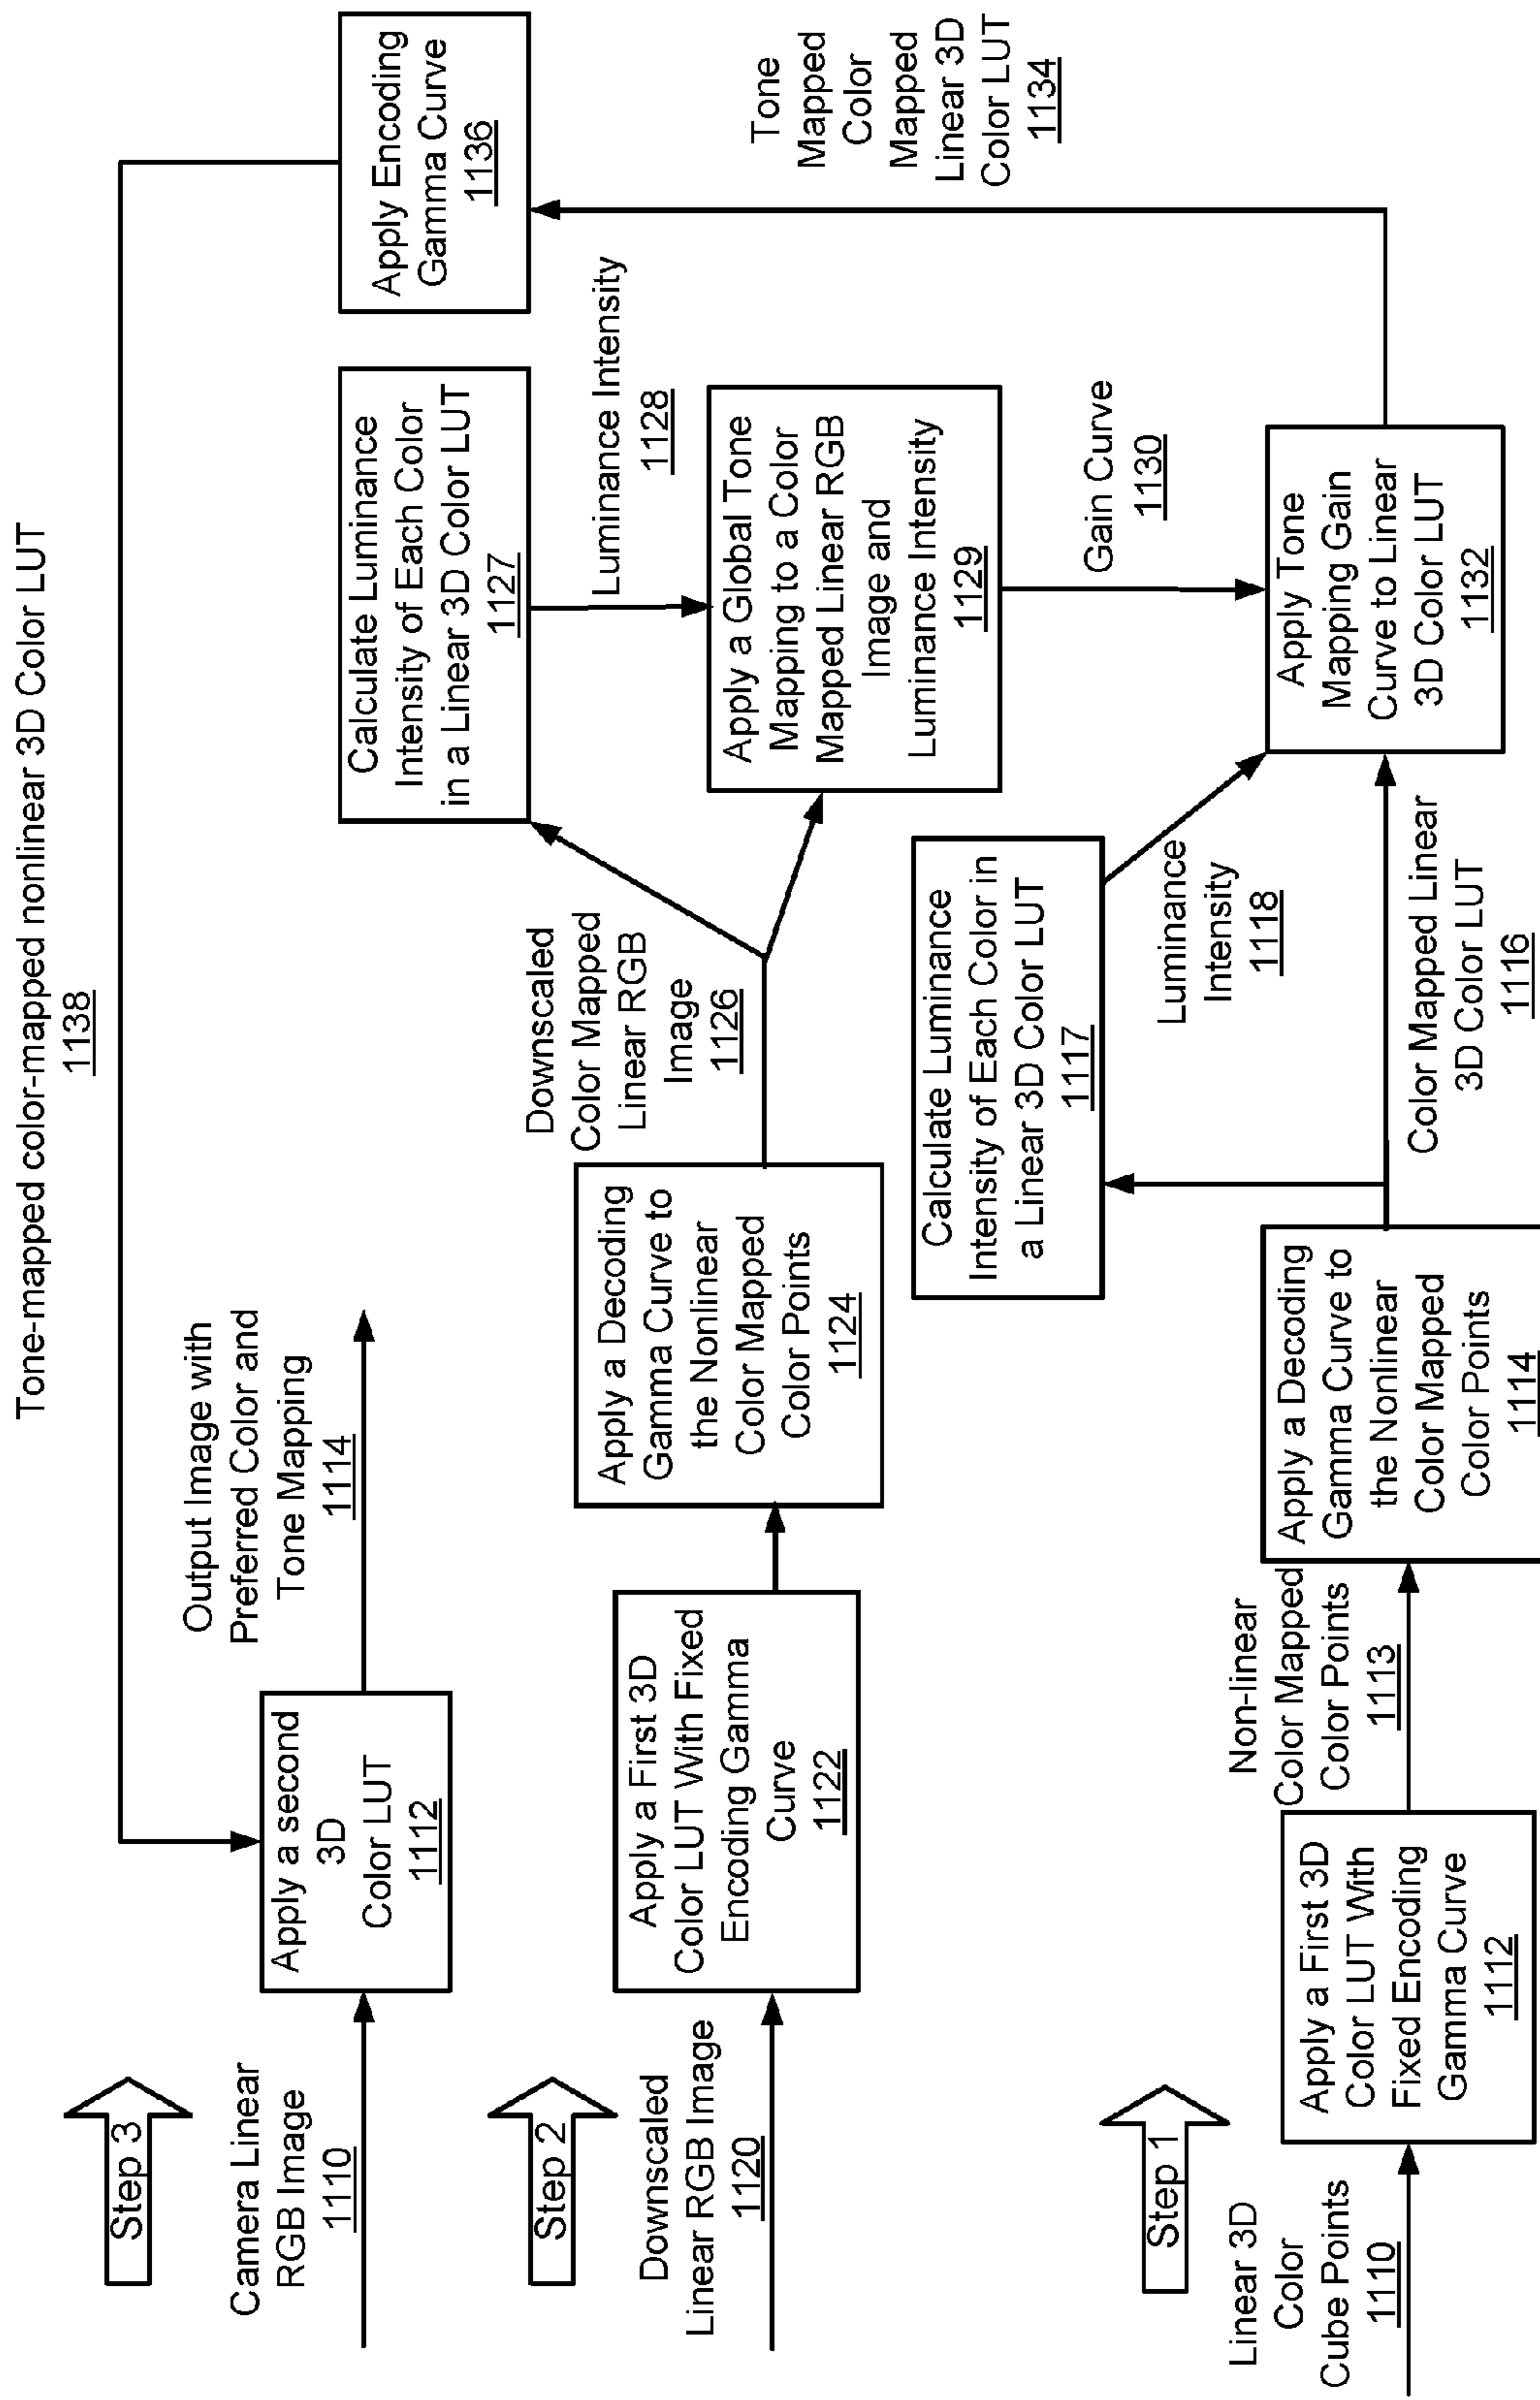 Tone-mapped color-mapped nonlinear 3D Color LUT
1138
Step 3
Camera Linear
RGB Image
1110
Apply a second
3D
Color LUT
1112
Output Image with
Preferred Color and
Tone Mapping
1114
Apply Encoding
Gamma Curve
1136
Tone
Mapped
Color
Mapped
Linear 3D
Color LUT
1134
Step 2
Downscaled
Linear RGB Image
1120
Apply a First 3D
Color LUT With Fixed
Encoding Gamma
Curve
1122
Apply a Decoding
Gamma Curve to
the Nonlinear
Color Mapped
Color Points
1124
Downscaled
Color Mapped
Linear RGB
Image
1126
Calculate Luminance
Intensity of Each Color
in a Linear 3D Color LUT
1127
Luminance Intensity
1128
Apply a Global Tone
Mapping to a Color
Mapped Linear RGB
Image and
Luminance Intensity
1129
Gain Curve
1130
Step 1
Linear 3D
Color
Cube Points
1110
Apply a First 3D
Color LUT With
Fixed Encoding
Gamma Curve
1112
Non-linear
Color Mapped
Color Points
1113
Apply a Decoding
Gamma Curve to
the Nonlinear
Color Mapped
Color Points
1114
Calculate Luminance
Intensity of Each Color in
a Linear 3D Color LUT
1117
Luminance
Intensity
1118
Color Mapped Linear
3D Color LUT
1116
Apply Tone
Mapping Gain
Curve to Linear
3D Color LUT
1132